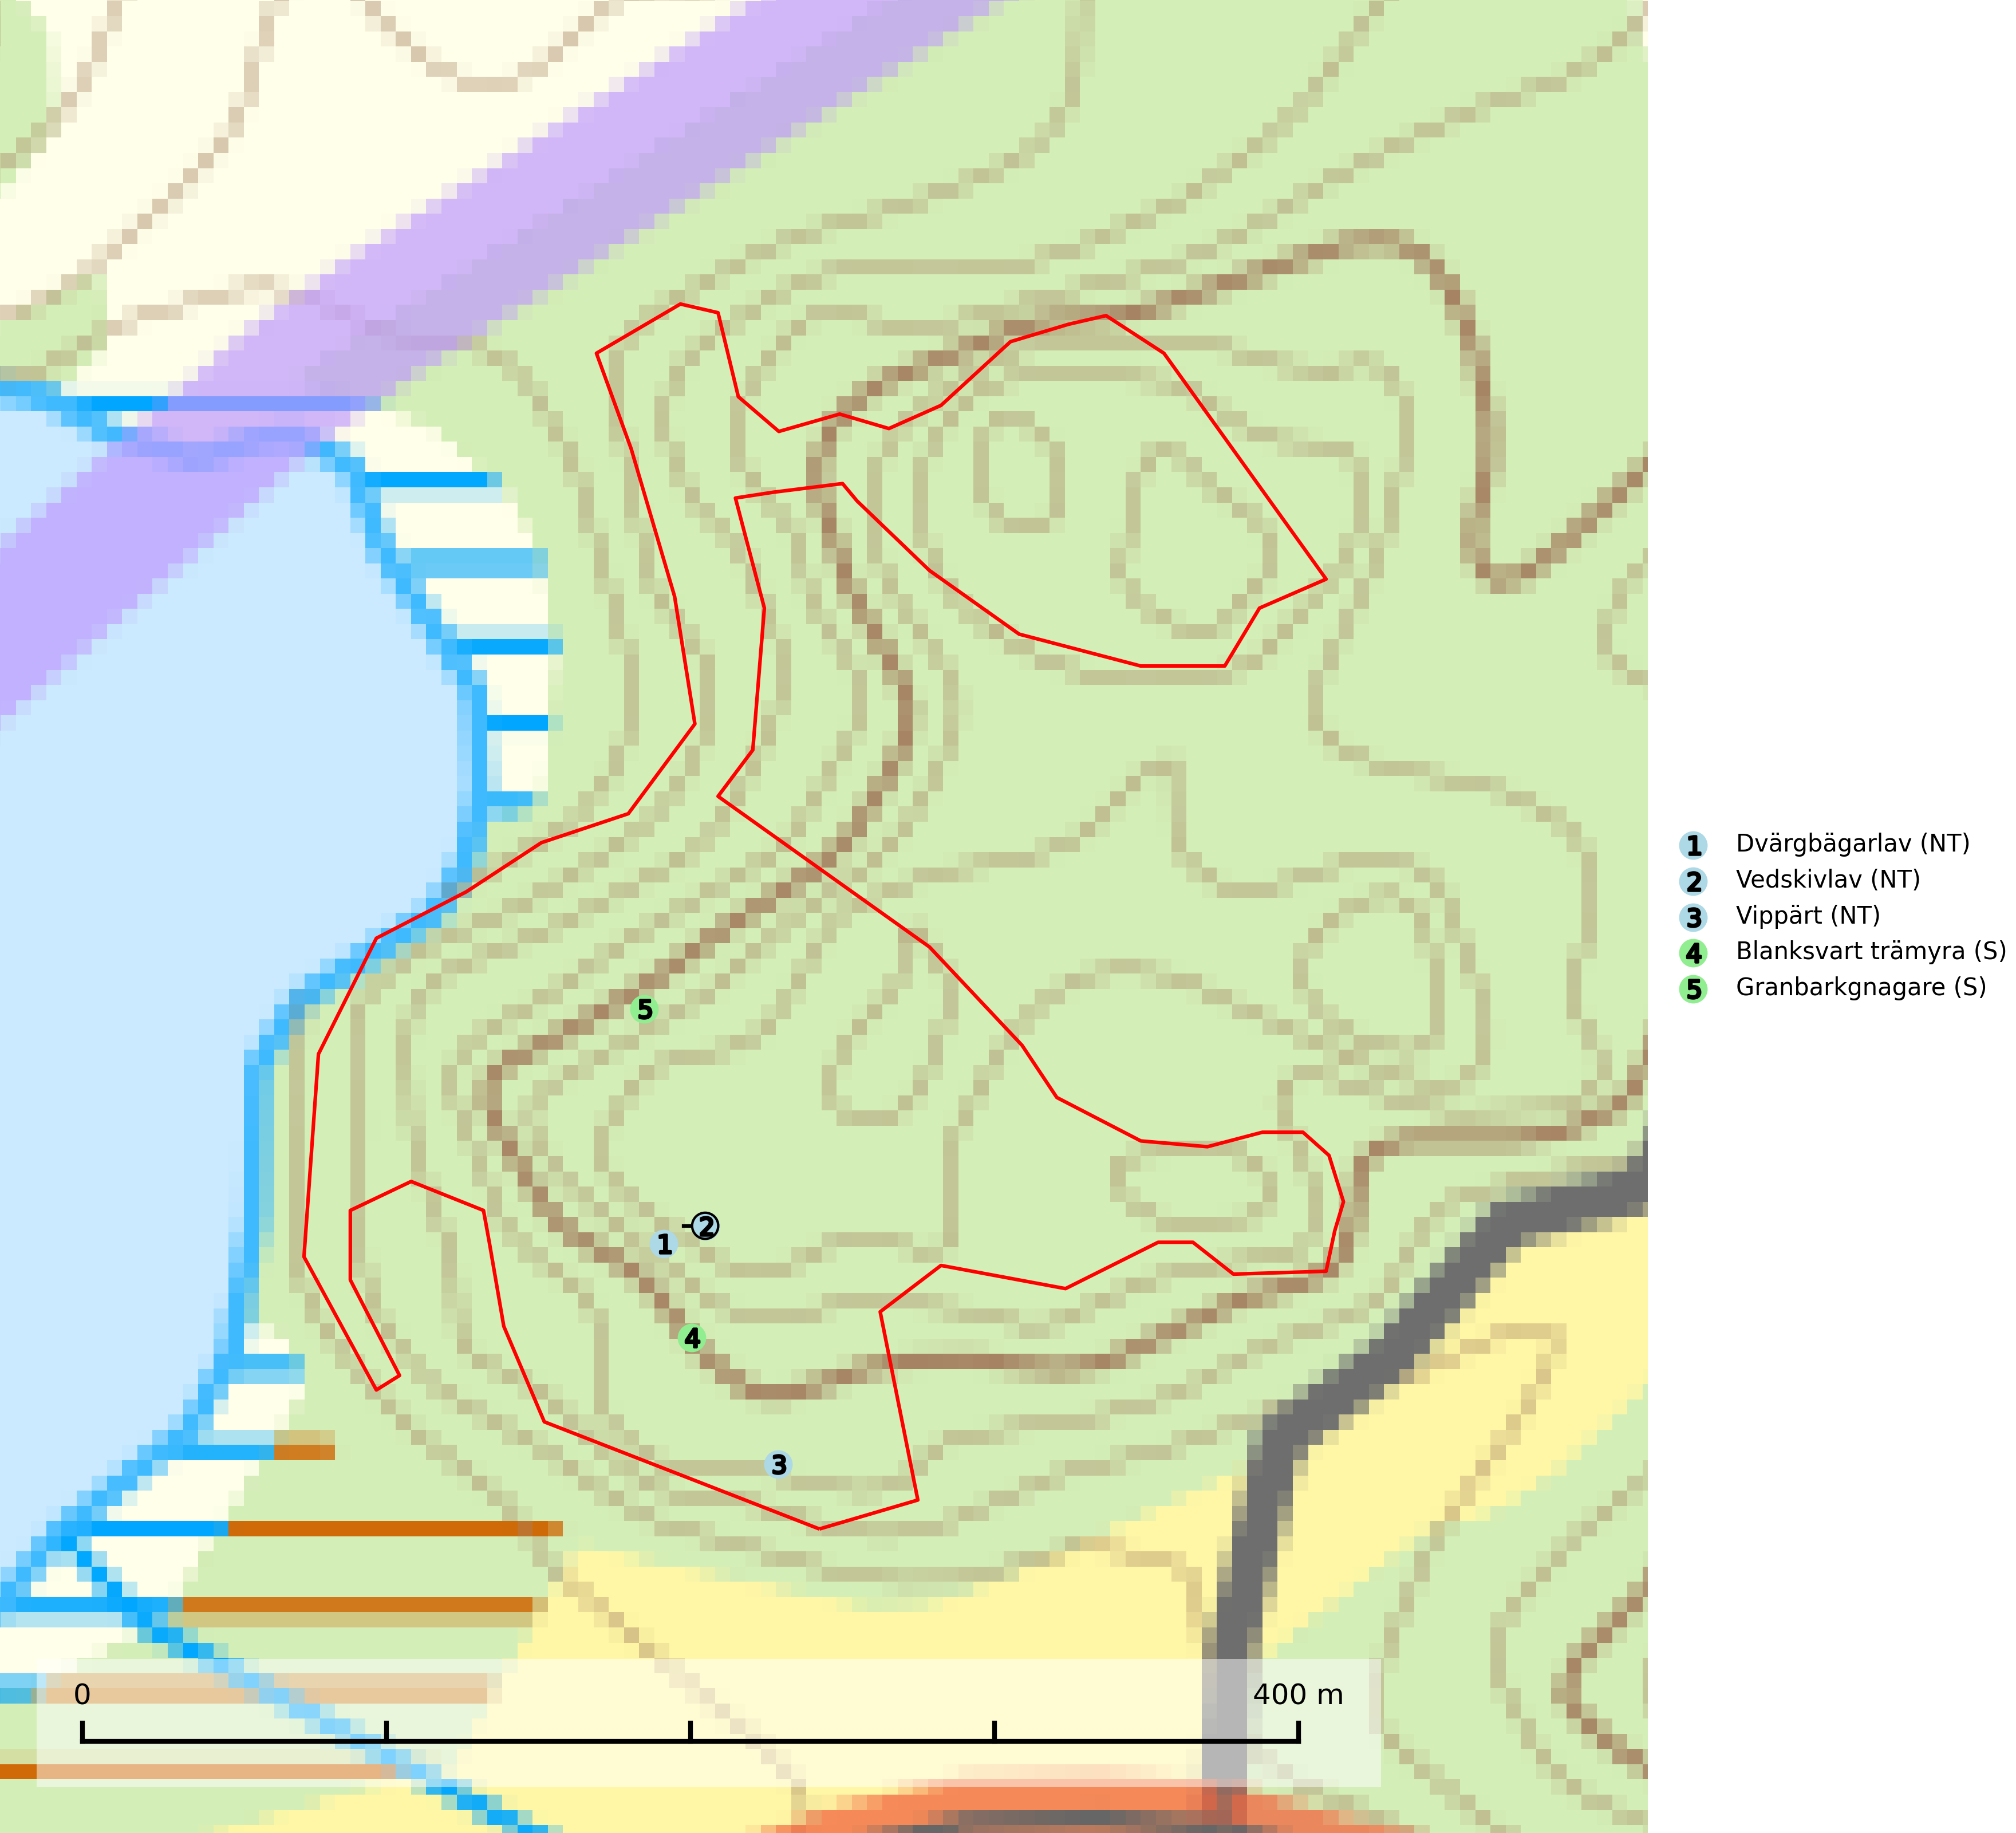 5
2
1
4
3
1 Dvärgbägarlav (NT)
2 Vedskivlav (NT)
3 Vippärt (NT)
4 Blanksvart trämyra (S)
5 Granbarkgnagare (S)
0 400 m